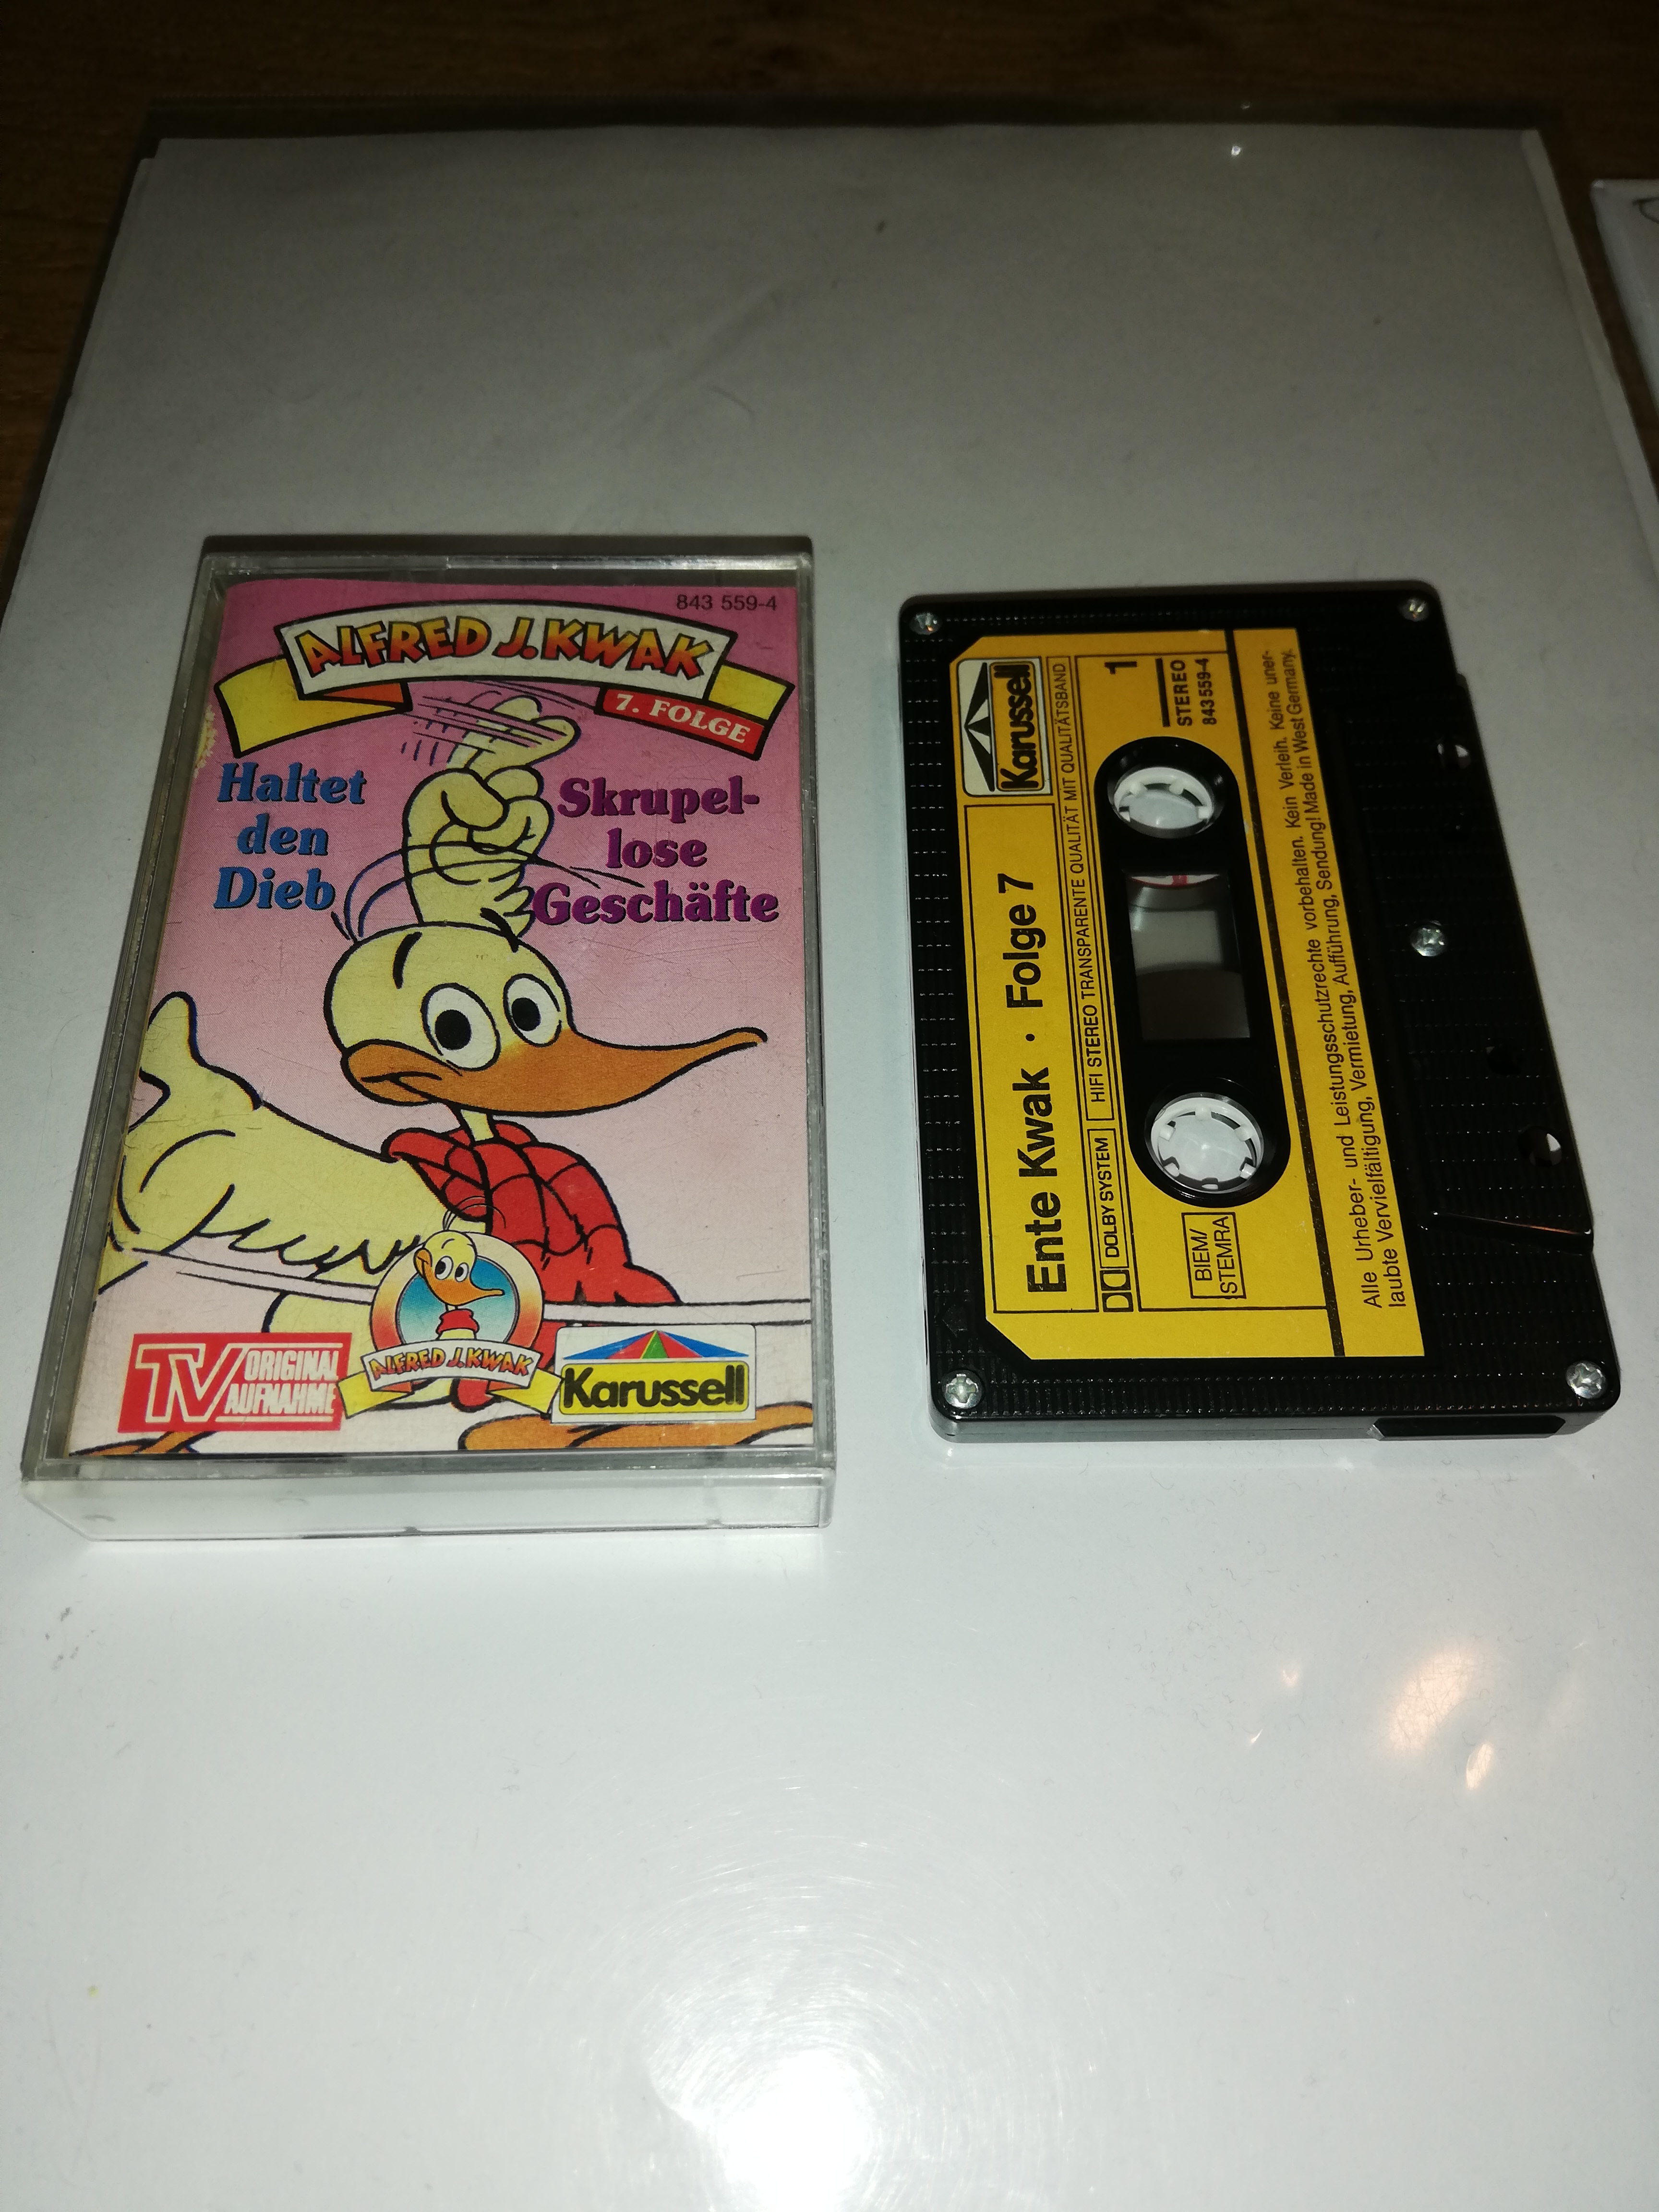 843 559-4
ALFRED J. KWAK
7. FOLGE
Haltet
den
Dieb
Skrupel-
lose
Geschäfte
TV ORIGINAL
AUFNAHME
ALFRED J. KWAK
Karussell
Karussell
Ente Kwak · Folge 7
DOLBY SYSTEM
HIFI STEREO TRANSPARENTE QUALITÄT MIT QUALITÄTSBAND
1
STEREO
843 559-4
BIEM/
STEMRA
Alle Urheber- und Leistungsschutzrechte vorbehalten. Kein Verleih. Keine uner-
laubte Vervielfältigung, Vermietung, Aufführung, Sendung! Made in West Germany.